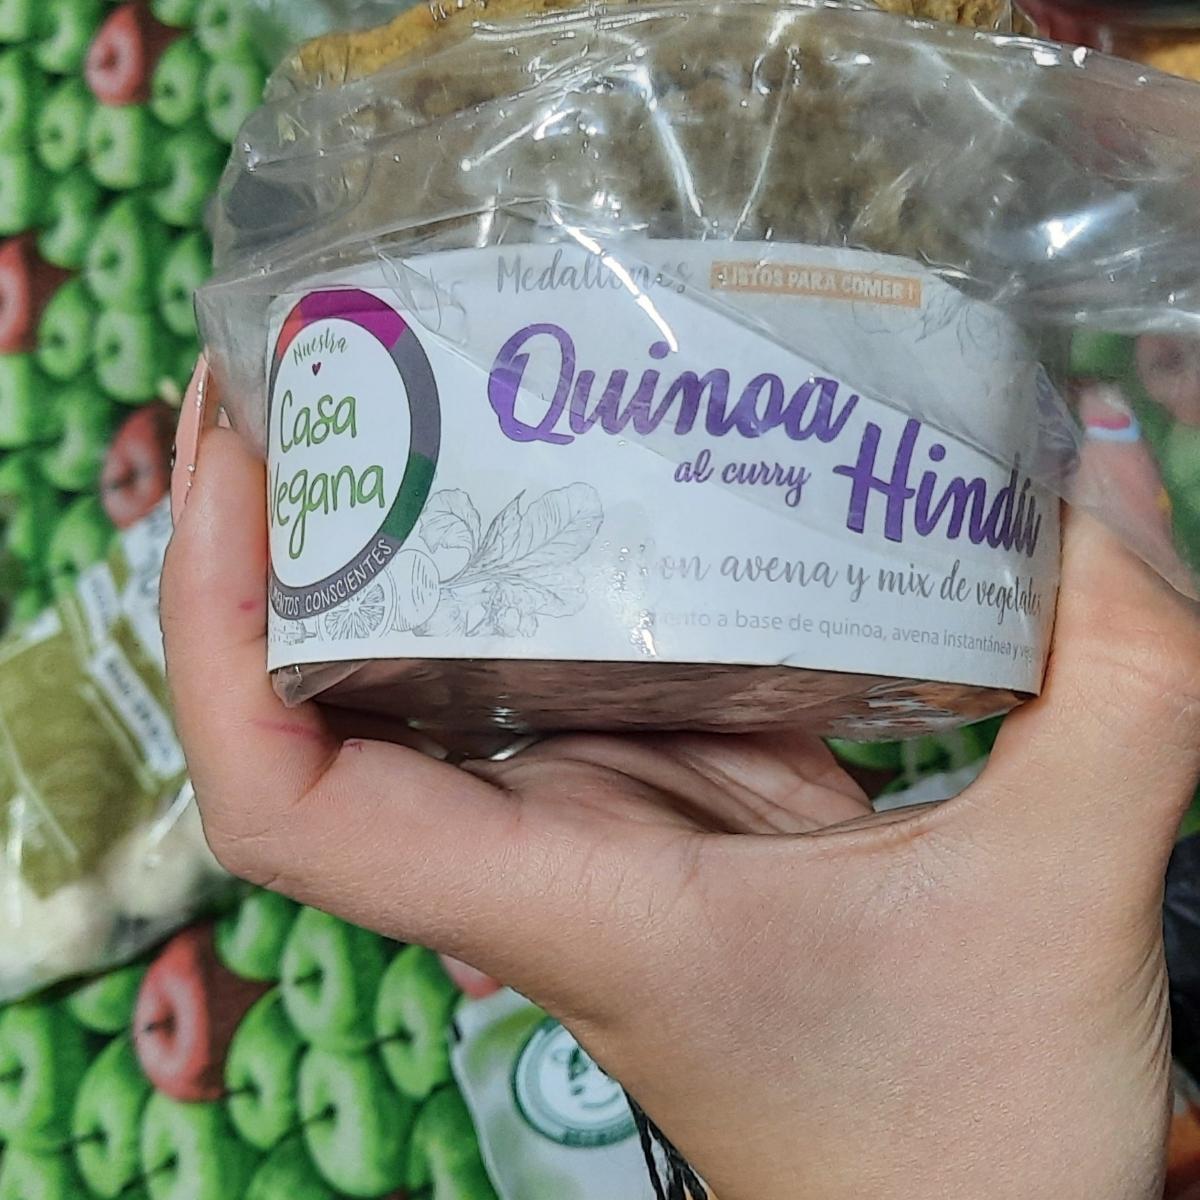 Medallones
¡LISTOS PARA COMER!
Nuestra
Casa
Vegana
CONSCIENTES
Quinoa
al curry
Hindú
avena y mix de vegetales
a base de quinoa, avena instantánea y